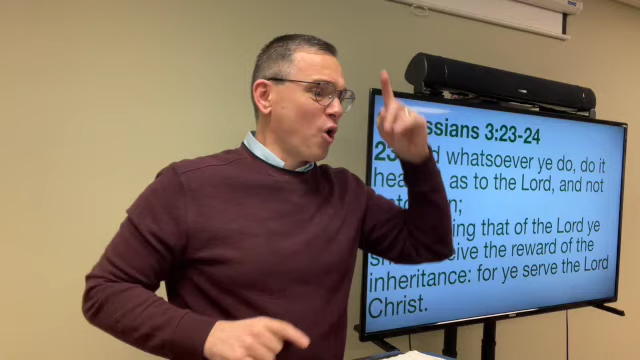 ssians 3:23-24
23 d whatsoever ye do, do it
hea as to the Lord, and not
n;
ing that of the Lord ye
eive the reward of the
inheritance: for ye serve the Lord
Christ.